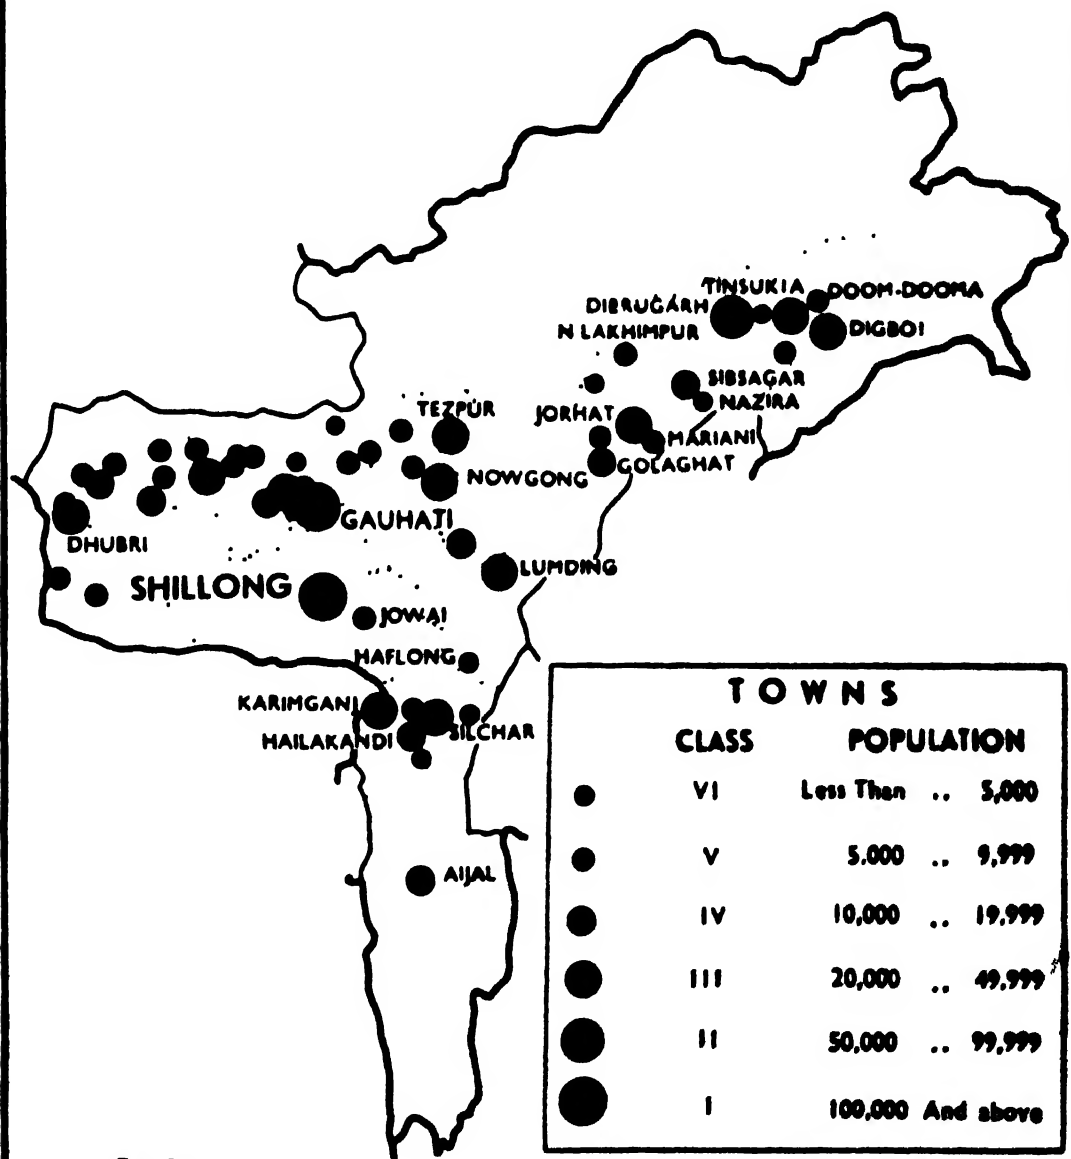 TINSUKIA
DOOM-DOOMA
DIBRUGARH
DIGBOI
N LAKHIMPUR
SIBSAGAR
NAZIRA
TEZPUR
JORHAT
MARIANI
GOLAGHAT
NOWGONG
GAUHATI
DHUBRI
LUMDING
SHILLONG
JOWAI
HAFLONG
KARIMGANJ
SILCHAR
HAILAKANDI
AIJAL
TOWNS
CLASS POPULATION
VI Less Than .. 5,000
V 5.000 .. 9,999
IV 10,000 .. 19,999
III 20,000 .. 49,999
II 50,000 .. 99,999
I 100,000 And above